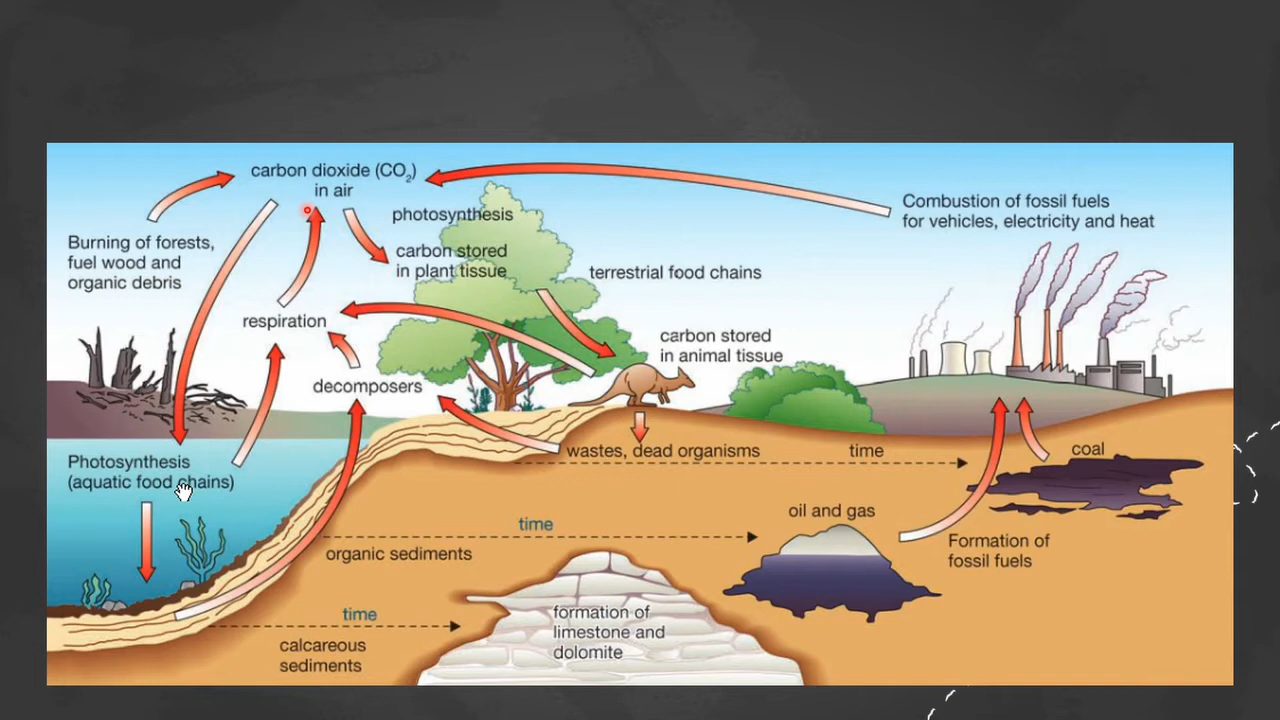 carbon dioxide (CO₂)
in air
photosynthesis
carbon stored
in plant tissue
Combustion of fossil fuels
for vehicles, electricity and heat
Burning of forests,
fuel wood and
organic debris
terrestrial food chains
respiration
carbon stored
in animal tissue
decomposers
wastes, dead organisms
time
coal
Photosynthesis
(aquatic food chains)
oil and gas
time
organic sediments
Formation of
fossil fuels
time
calcareous
sediments
formation of
limestone and
dolomite